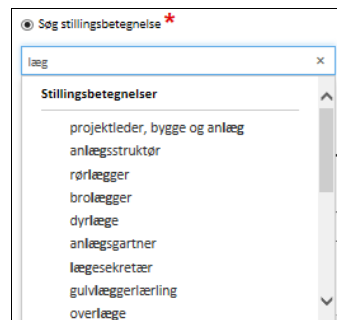 Søg stillingsbetegnelse *
læg ×
Stillingsbetegnelser
projektleder, bygge og anlæg
anlægsstruktør
rørlægger
brolægger
dyrlæge
anlægsgartner
lægesekretær
gulvlæggerlærling
overlæge